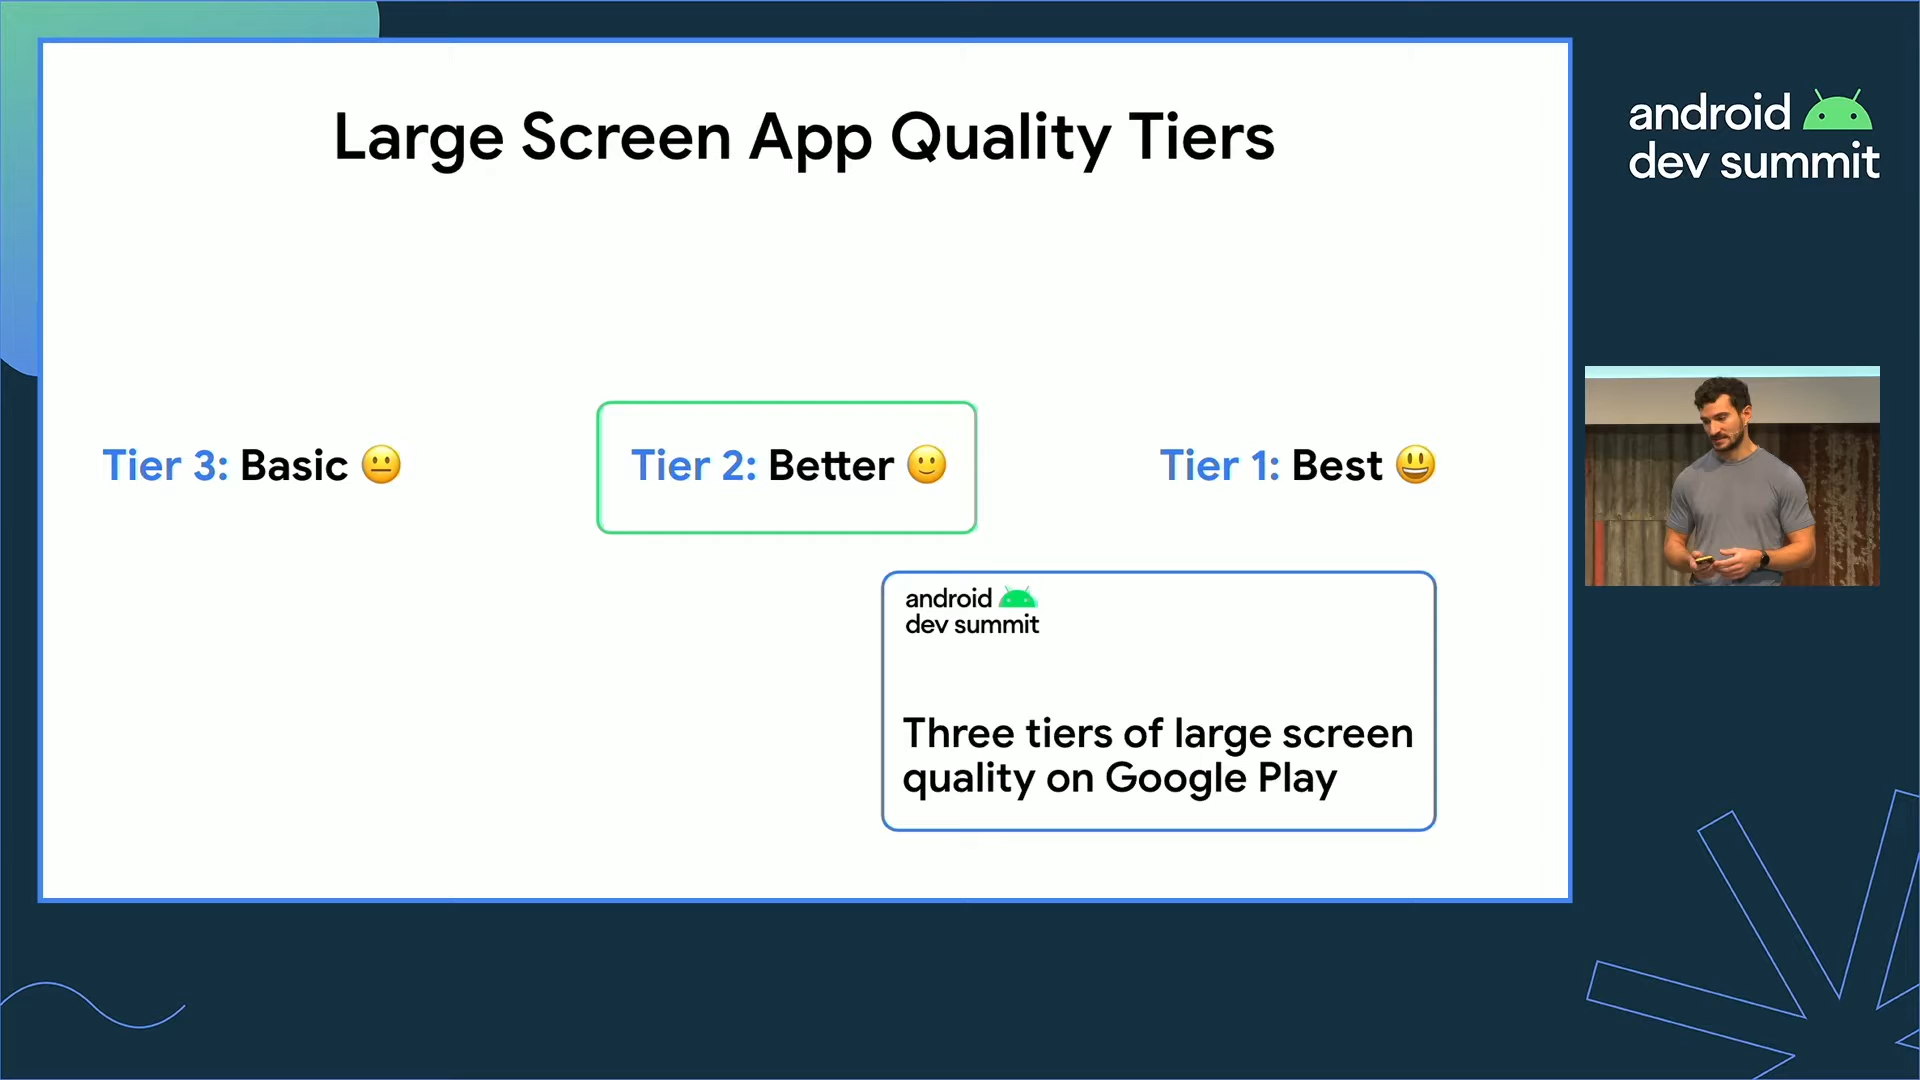 Large Screen App Quality Tiers
android
dev summit
Tier 3: Basic 😐
Tier 2: Better 🙂
Tier 1: Best 😃
android
dev summit
Three tiers of large screen
quality on Google Play